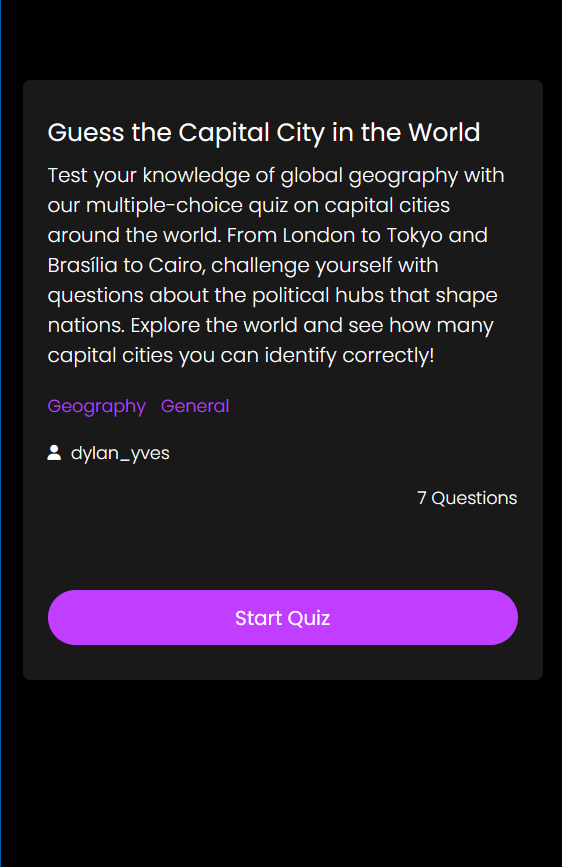 Guess the Capital City in the World
Test your knowledge of global geography with
our multiple-choice quiz on capital cities
around the world. From London to Tokyo and
Brasília to Cairo, challenge yourself with
questions about the political hubs that shape
nations. Explore the world and see how many
capital cities you can identify correctly!
Geography General
dylan_yves
7 Questions
Start Quiz